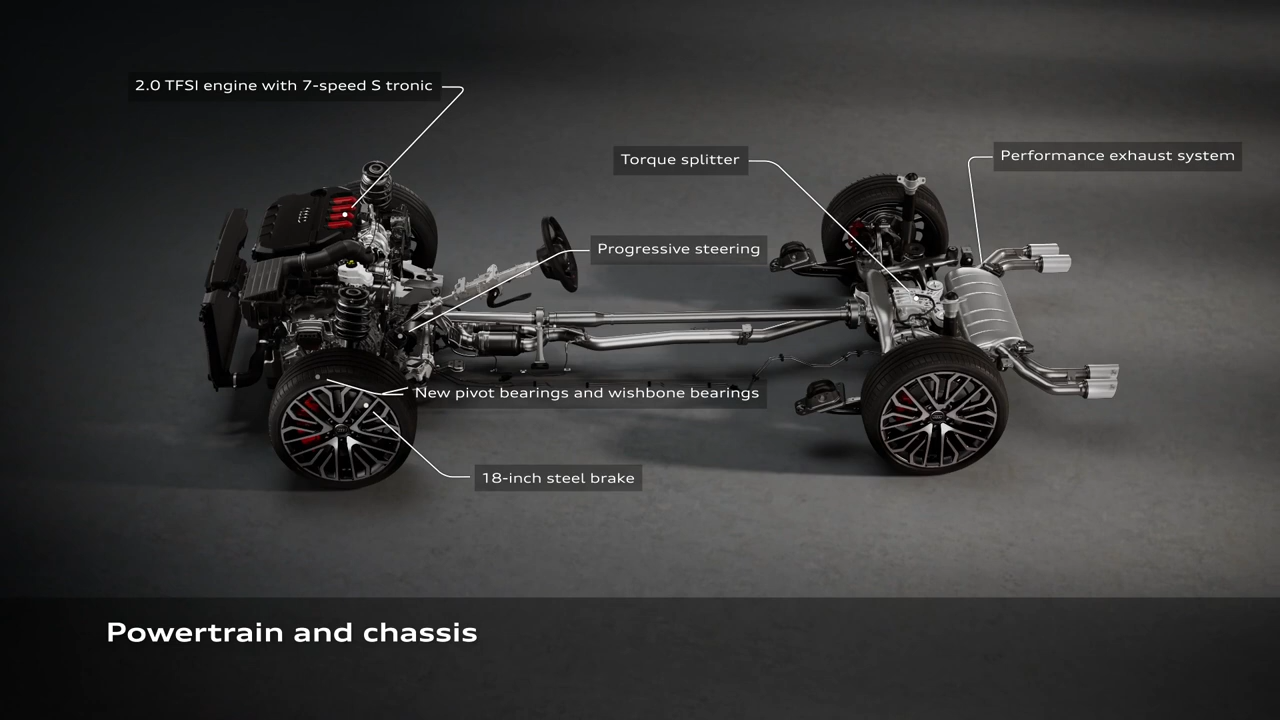 2.0 TFSI engine with 7-speed S tronic
Torque splitter
Performance exhaust system
Progressive steering
New pivot bearings and wishbone bearings
18-inch steel brake
Powertrain and chassis